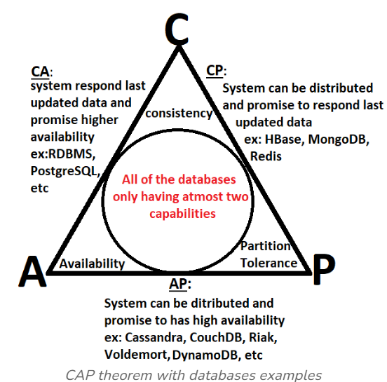 C
CA:
system respond last
updated data and
promise higher
availability
ex:RDBMS,
PostgreSQL,
etc
CP:
System can be distributed
and promise to respond last
updated data
ex: HBase, MongoDB,
Redis
consistency
All of the databases
only having atmost two
capabilities
A
Availability
Partition
Tolerance
P
AP:
System can be ditributed and
promise to has high availability
ex: Cassandra, CouchDB, Riak,
Voldemort,DynamoDB, etc
CAP theorem with databases examples